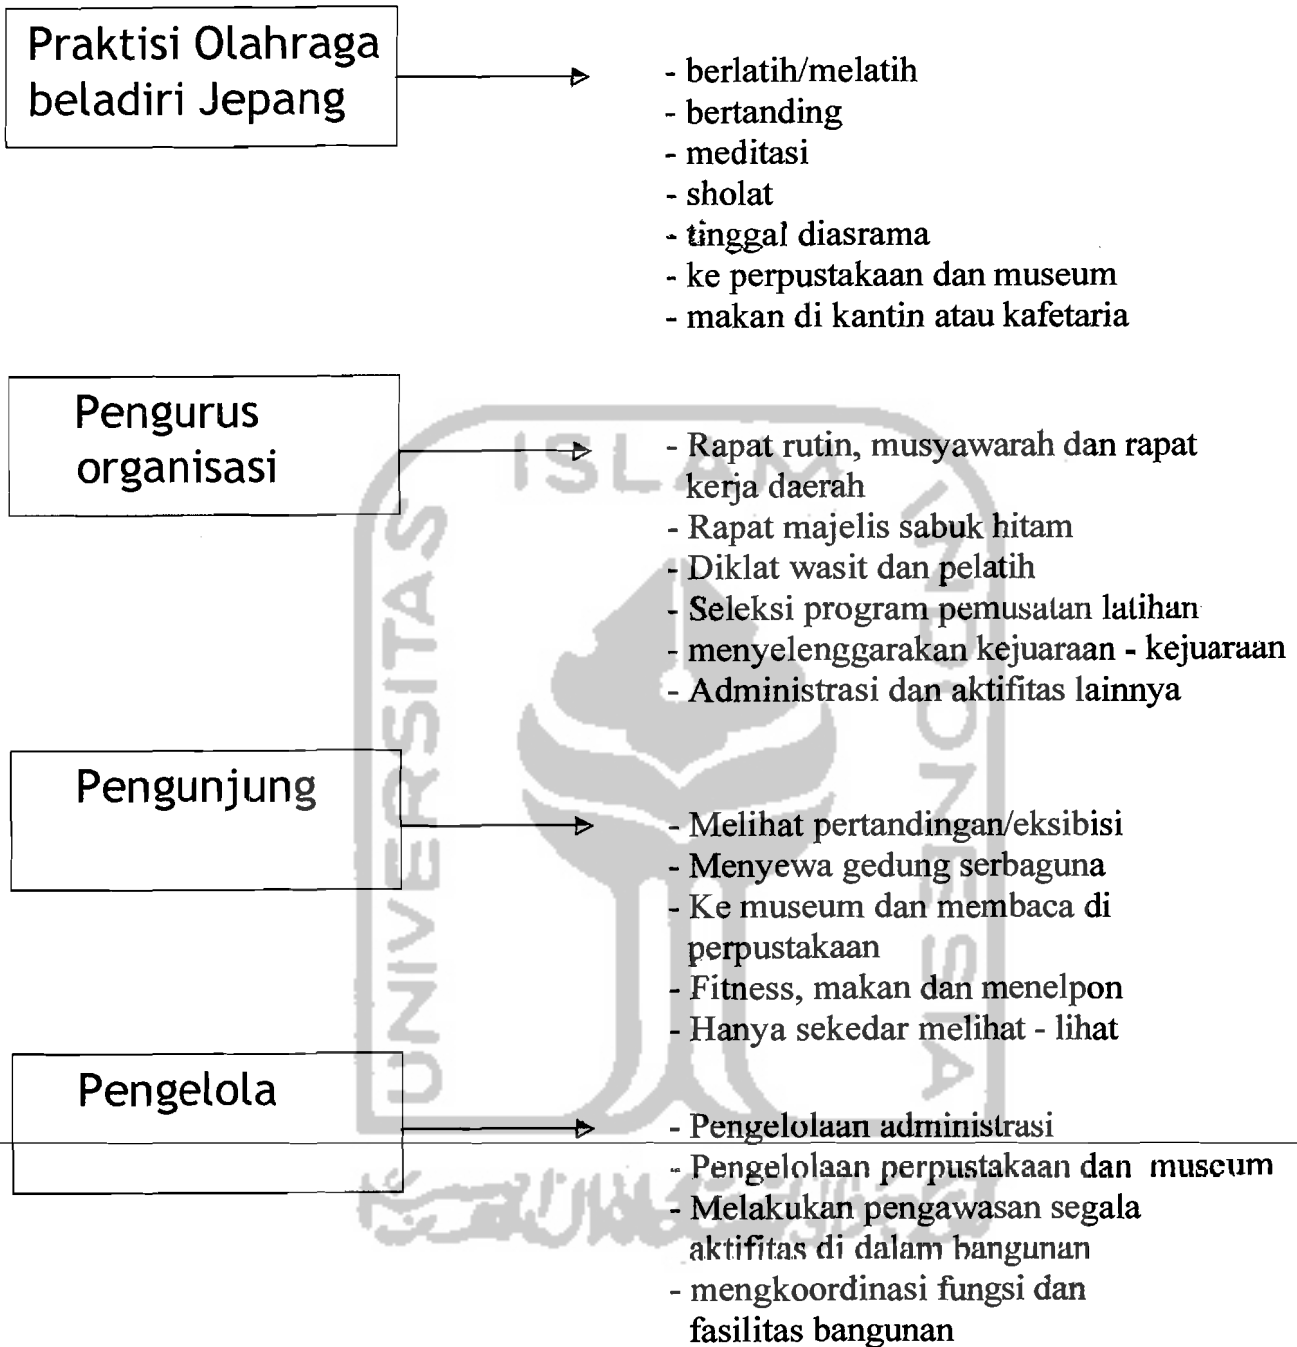 Praktisi Olahraga
beladiri Jepang
- berlatih/melatih
- bertanding
- meditasi
- sholat
- tinggal diasrama
- ke perpustakaan dan museum
- makan di kantin atau kafetaria
Pengurus
organisasi
- Rapat rutin, musyawarah dan rapat
kerja daerah
- Rapat majelis sabuk hitam
- Diklat wasit dan pelatih
- Seleksi program pemusatan latihan
- menyelenggarakan kejuaraan - kejuaraan
- Administrasi dan aktifitas lainnya
Pengunjung
- Melihat pertandingan/eksibisi
- Menyewa gedung serbaguna
- Ke museum dan membaca di
perpustakaan
- Fitness, makan dan menelpon
- Hanya sekedar melihat - lihat
Pengelola
- Pengelolaan administrasi
- Pengelolaan perpustakaan dan museum
- Melakukan pengawasan segala
aktifitas di dalam bangunan
- mengkoordinasi fungsi dan
fasilitas bangunan
UNIVERSITAS
ISLAM
INDONESIA